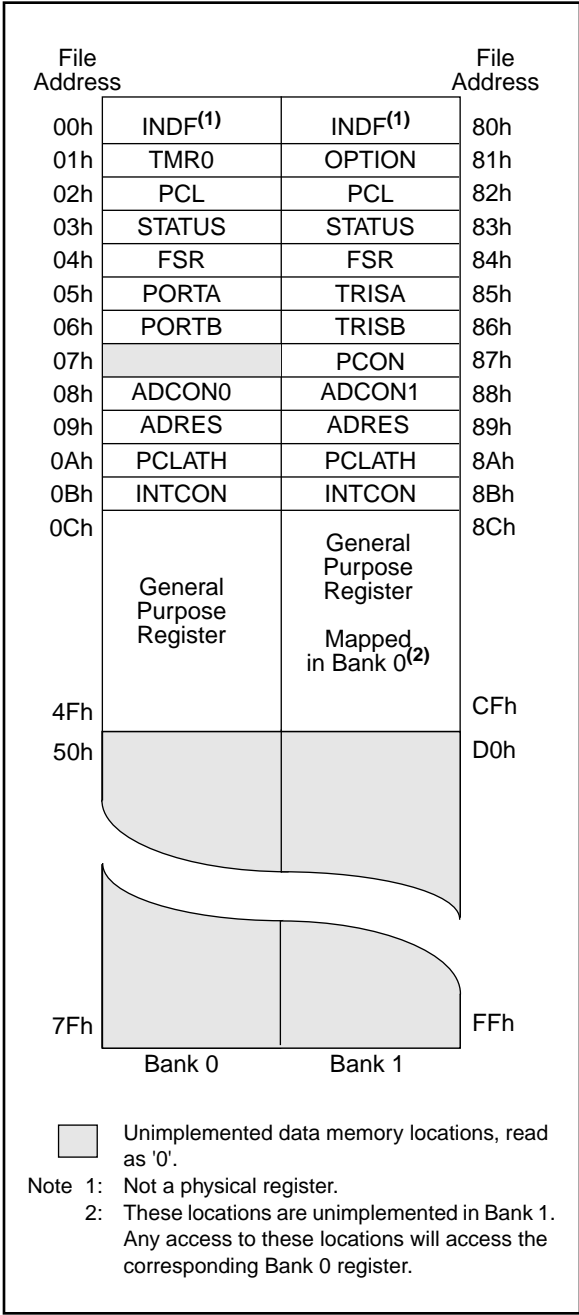 File Address File Address
00h INDF(1) INDF(1) 80h
01h TMR0 OPTION 81h
02h PCL PCL 82h
03h STATUS STATUS 83h
04h FSR FSR 84h
05h PORTA TRISA 85h
06h PORTB TRISB 86h
07h PCON 87h
08h ADCON0 ADCON1 88h
09h ADRES ADRES 89h
0Ah PCLATH PCLATH 8Ah
0Bh INTCON INTCON 8Bh
0Ch 8Ch
General
Purpose
Register
General
Purpose
Register
Mapped
in Bank 0(2)
4Fh CFh
50h D0h
7Fh FFh
Bank 0 Bank 1
Unimplemented data memory locations, read
as '0'.
Note 1: Not a physical register.
2: These locations are unimplemented in Bank 1.
Any access to these locations will access the
corresponding Bank 0 register.